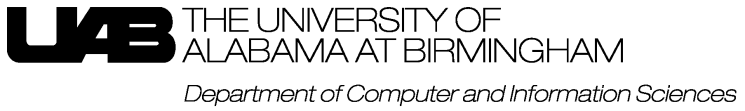 UAB THE UNIVERSITY OF
ALABAMA AT BIRMINGHAM
Department of Computer and Information Sciences